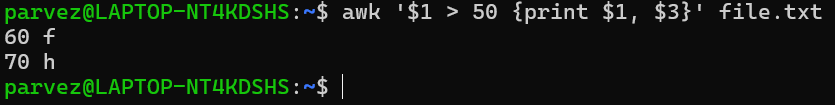 parvez@LAPTOP-NT4KDSHS:~$ awk '$1 > 50 {print $1, $3}' file.txt
60 f
70 h
parvez@LAPTOP-NT4KDSHS:~$